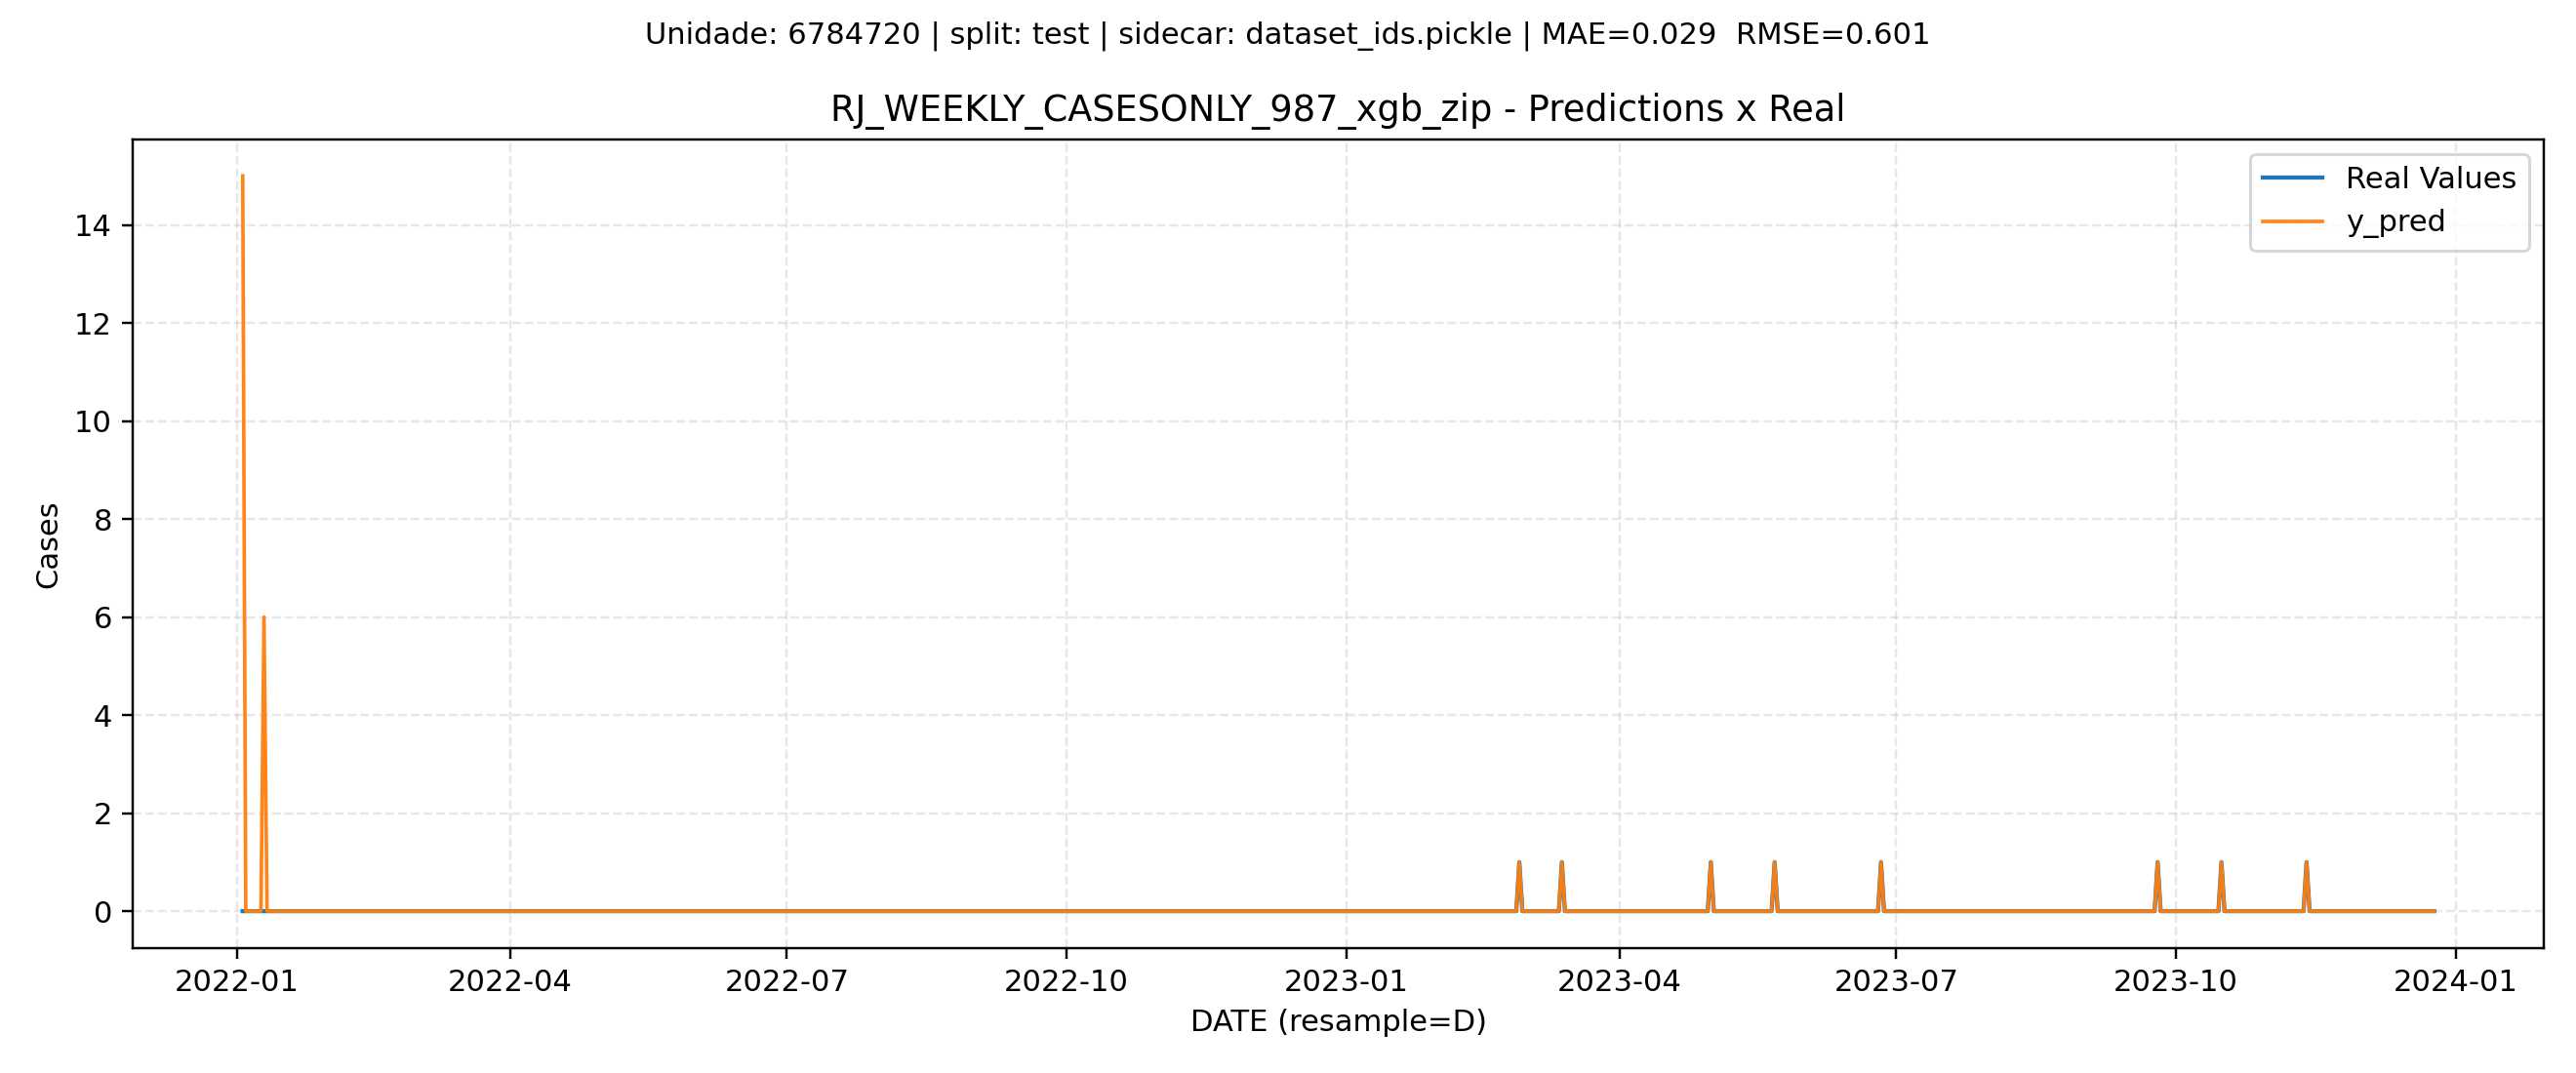 Unidade: 6784720 | split: test | sidecar: dataset_ids.pickle | MAE=0.029  RMSE=0.601
RJ_WEEKLY_CASESONLY_987_xgb_zip - Predictions x Real
Real Values
y_pred
Cases
14
12
10
8
6
4
2
0
2022-01
2022-04
2022-07
2022-10
2023-01
2023-04
2023-07
2023-10
2024-01
DATE (resample=D)